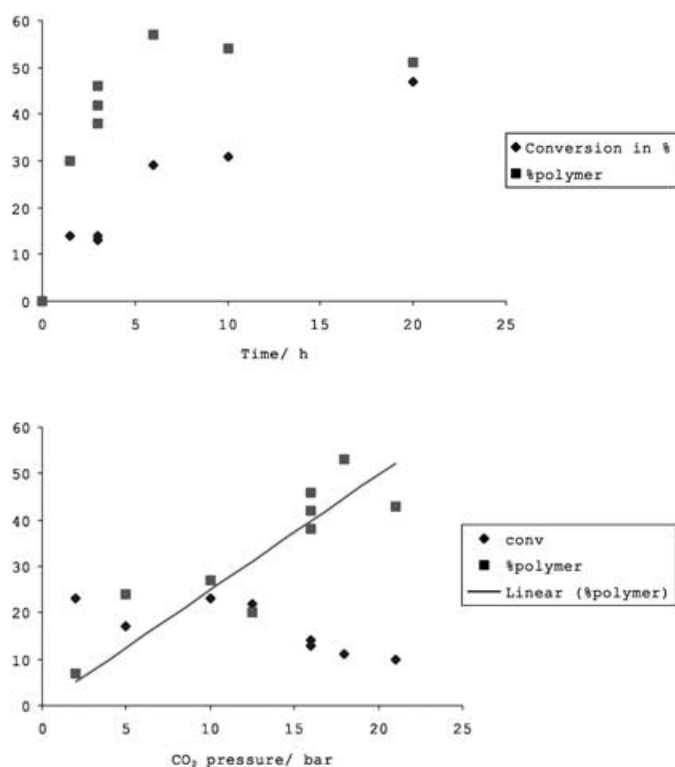 60
50
40
30
20
10
0
0 5 10 15 20 25
Time/ h
Conversion in %
%polymer
60
50
40
30
20
10
0
0 5 10 15 20 25
CO₂ pressure/ bar
conv
%polymer
Linear (%polymer)